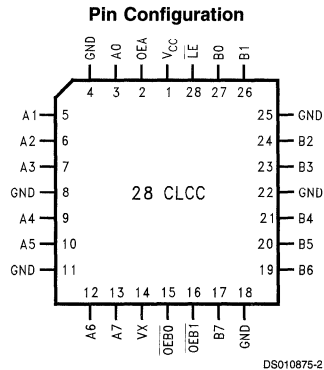 Pin Configuration
GND A0 OEA VCC L̅E̅ B0 B1
4 3 2 1 28 27 26
A1 5 25 GND
A2 6 24 B2
A3 7 23 B3
GND 8 28 CLCC 22 GND
A4 9 21 B4
A5 10 20 B5
GND 11 19 B6
12 13 14 15 16 17 18
A6 A7 VX O̅E̅B̅0̅ O̅E̅B̅1̅ B7 GND
DS010875-2